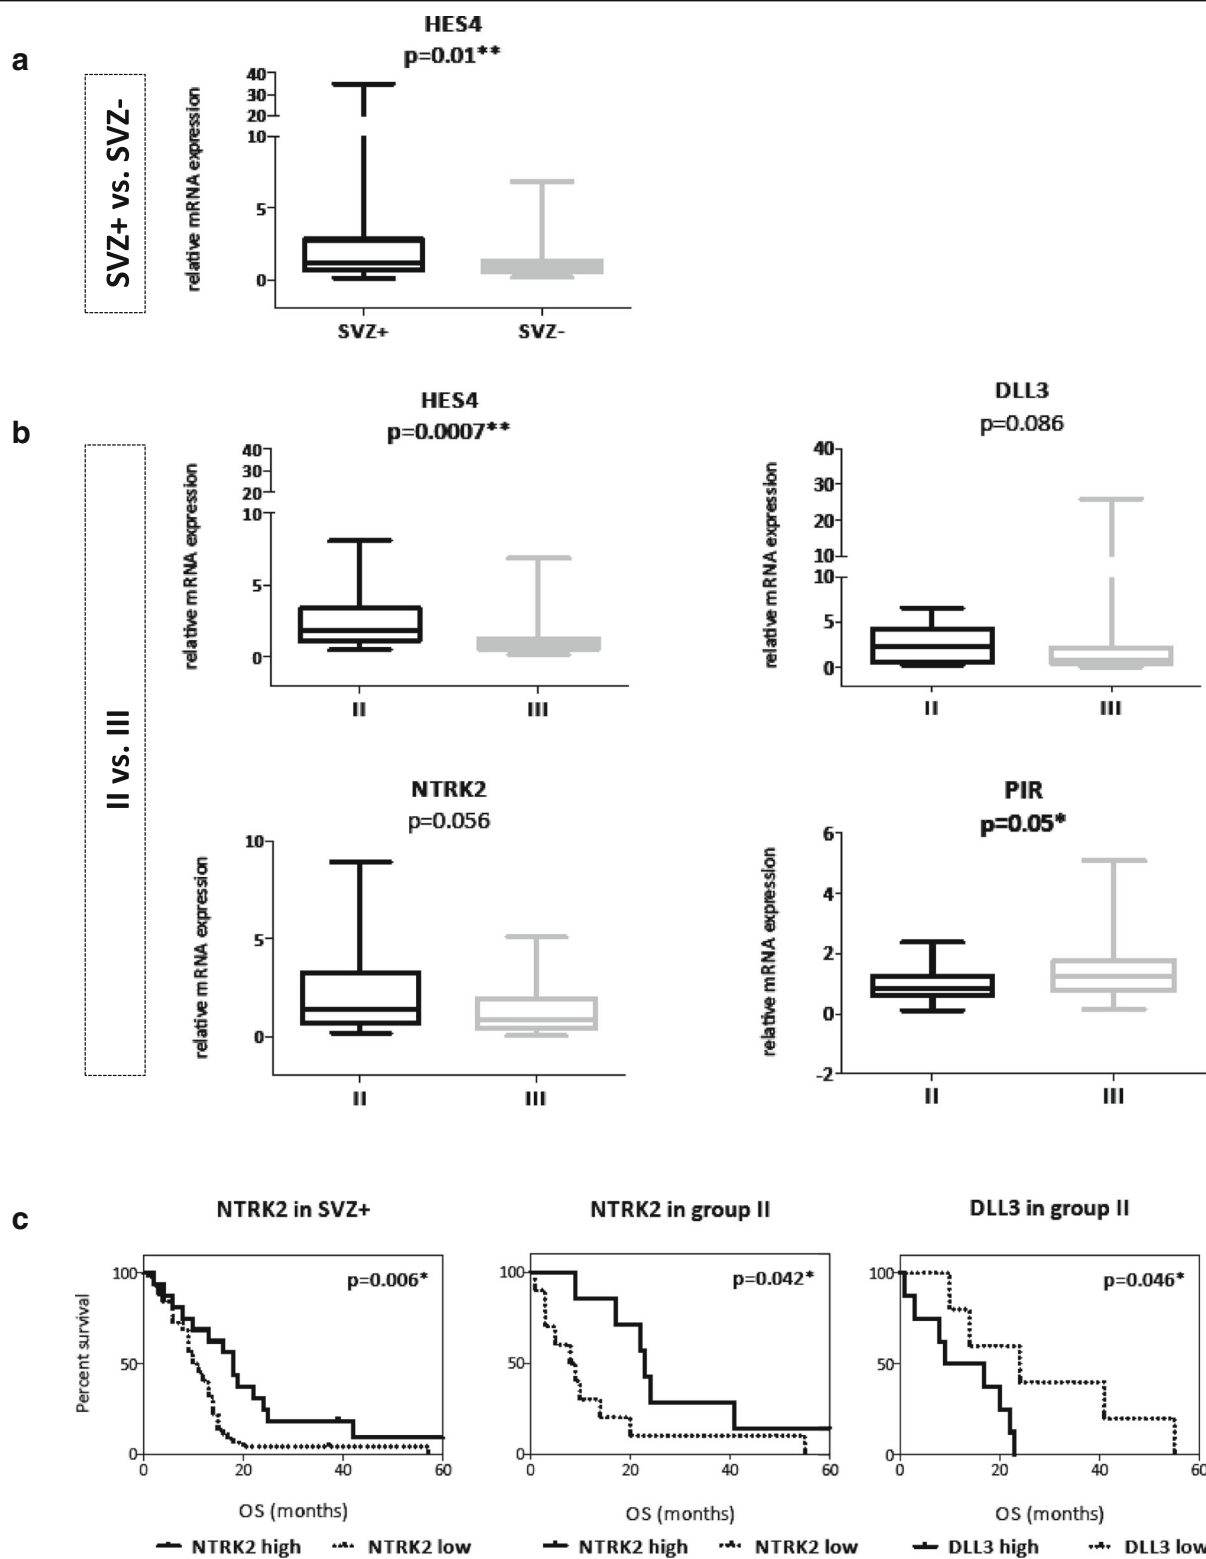 a
SVZ+ vs. SVZ-
HES4
p=0.01**
relative mRNA expression
40
30
20
10
5
0
SVZ+
SVZ-
b
II vs. III
HES4
p=0.0007**
relative mRNA expression
40
30
20
10
5
0
II
III
DLL3
p=0.086
relative mRNA expression
40
30
20
10
10
5
0
II
III
NTRK2
p=0.056
relative mRNA expression
10
5
0
II
III
PIR
p=0.05*
relative mRNA expression
6
4
2
0
-2
II
III
c
NTRK2 in SVZ+
p=0.006*
Percent survival
100
50
0
0 20 40 60
OS (months)
NTRK2 high NTRK2 low
NTRK2 in group II
p=0.042*
100
50
0
0 20 40 60
OS (months)
NTRK2 high NTRK2 low
DLL3 in group II
p=0.046*
100
50
0
0 20 40 60
OS (months)
DLL3 high DLL3 low